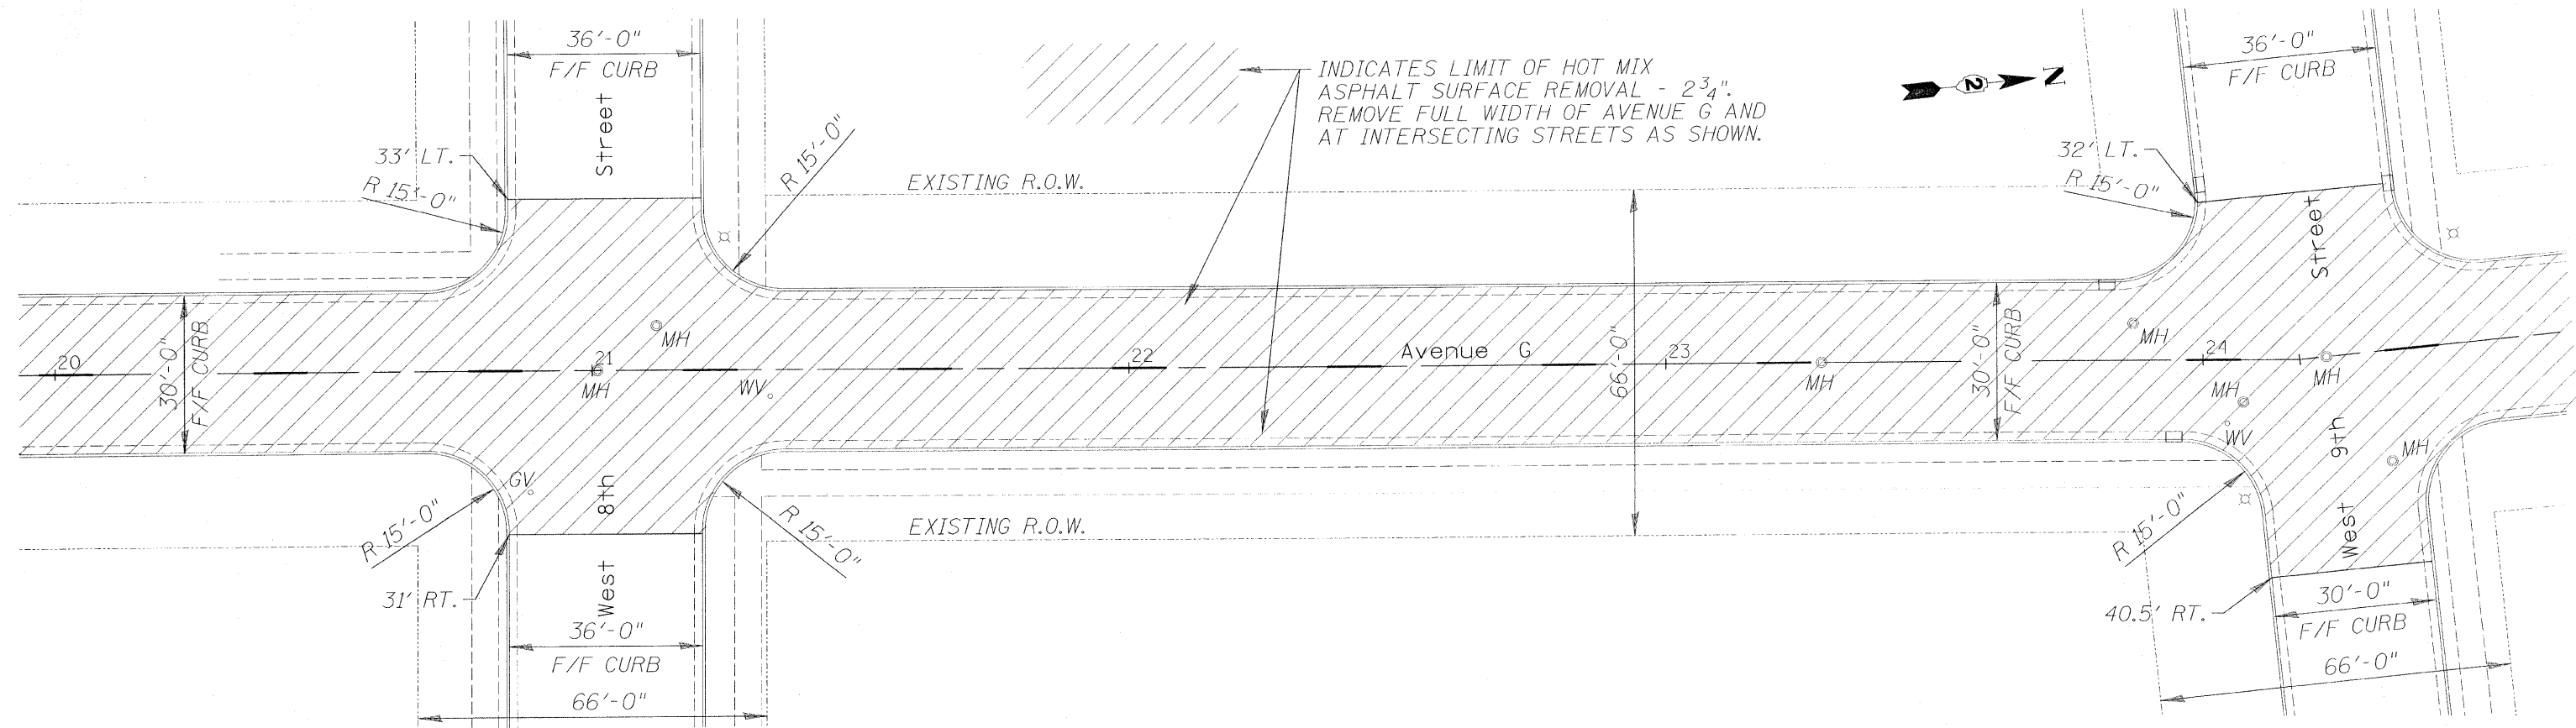 36'-0"
F/F CURB
Street
33' LT.
R 15'-0"
R 15'-0"
EXISTING R.O.W.
INDICATES LIMIT OF HOT MIX
ASPHALT SURFACE REMOVAL - 2 3/4".
REMOVE FULL WIDTH OF AVENUE G AND
AT INTERSECTING STREETS AS SHOWN.
2
N
36'-0"
F/F CURB
32' LT.
R 15'-0"
Street
20
30'-0"
F/F CURB
21
MH
MH
WV
22
Avenue G
66'-0"
23
MH
30'-0"
F/F CURB
MH
24
MH
MH
WV
MH
9th
West
GV
8th
West
R 15'-0"
R 15'-0"
EXISTING R.O.W.
R 15'-0"
31' RT.
36'-0"
F/F CURB
66'-0"
40.5' RT.
30'-0"
F/F CURB
66'-0"